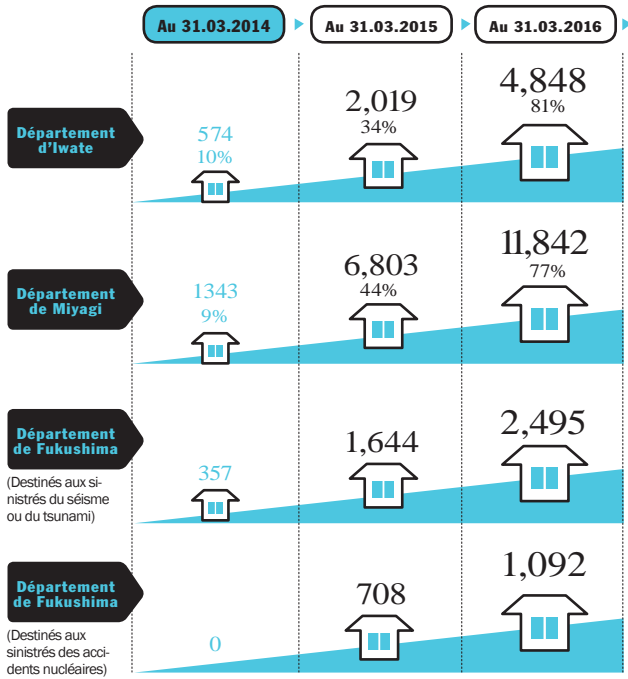 Au 31.03.2014
Au 31.03.2015
Au 31.03.2016
Département
d'Iwate
574
10%
2,019
34%
4,848
81%
Département
de Miyagi
1343
9%
6,803
44%
11,842
77%
Département
de Fukushima
(Destinés aux si-
nistrés du séisme
ou du tsunami)
357
1,644
2,495
Département
de Fukushima
(Destinés aux
sinistrés des acci-
dents nucléaires)
0
708
1,092